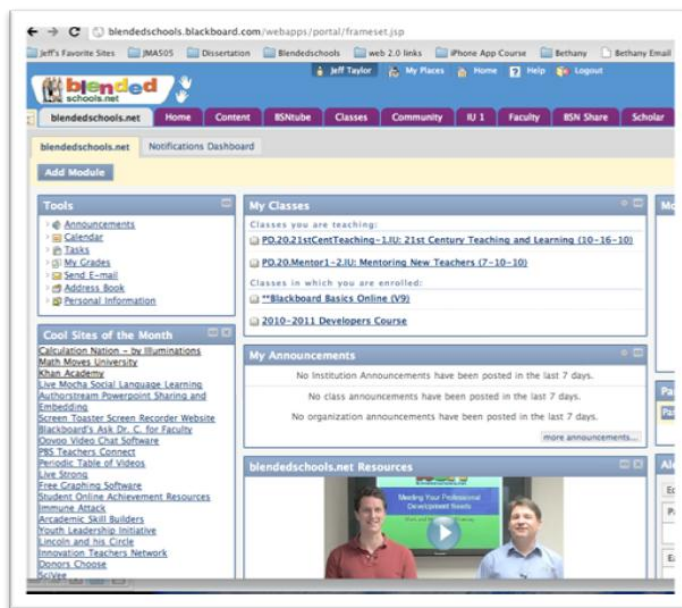 blendedschools.blackboard.com/webapps/portal/frameset.jsp
Jeff's Favorite Sites JMA505 Dissertation Blendedschools web 2.0 links iPhone App Course Bethany Bethany Email
blended
schools.net
Jeff Taylor My Places Home Help Logout
blendedschools.net Home Content BSNtube Classes Community IU 1 Faculty BSN Share Scholar
blendedschools.net Notifications Dashboard
Add Module
Tools
Announcements
Calendar
Tasks
My Grades
Send E-mail
Address Book
Personal Information
Cool Sites of the Month
Calculation Nation - by Illuminations
Math Moves University
Khan Academy
Live Mocha Social Language Learning
Authorstream Powerpoint Sharing and
Embedding
Screen Toaster Screen Recorder Website
Blackboard's Ask Dr. C. for Faculty
Oovoo Video Chat Software
PBS Teachers Connect
Periodic Table of Videos
Live Strong
Free Graphing Software
Student Online Achievement Resources
Immune Attack
Arcademic Skill Builders
Youth Leadership Initiative
Lincoln and his Circle
Innovation Teachers Network
Donors Choose
SciVee
My Classes
Classes you are teaching:
PD.20.21stCentTeaching-1.IU: 21st Century Teaching and Learning (10-16-10)
PD.20.Mentor1-2.IU: Mentoring New Teachers (7-10-10)
Classes in which you are enrolled:
**Blackboard Basics Online (V9)
2010-2011 Developers Course
My Announcements
No Institution Announcements have been posted in the last 7 days.
No class announcements have been posted in the last 7 days.
No organization announcements have been posted in the last 7 days.
more announcements...
blendedschools.net Resources
Meeting Your Professional
Development Needs